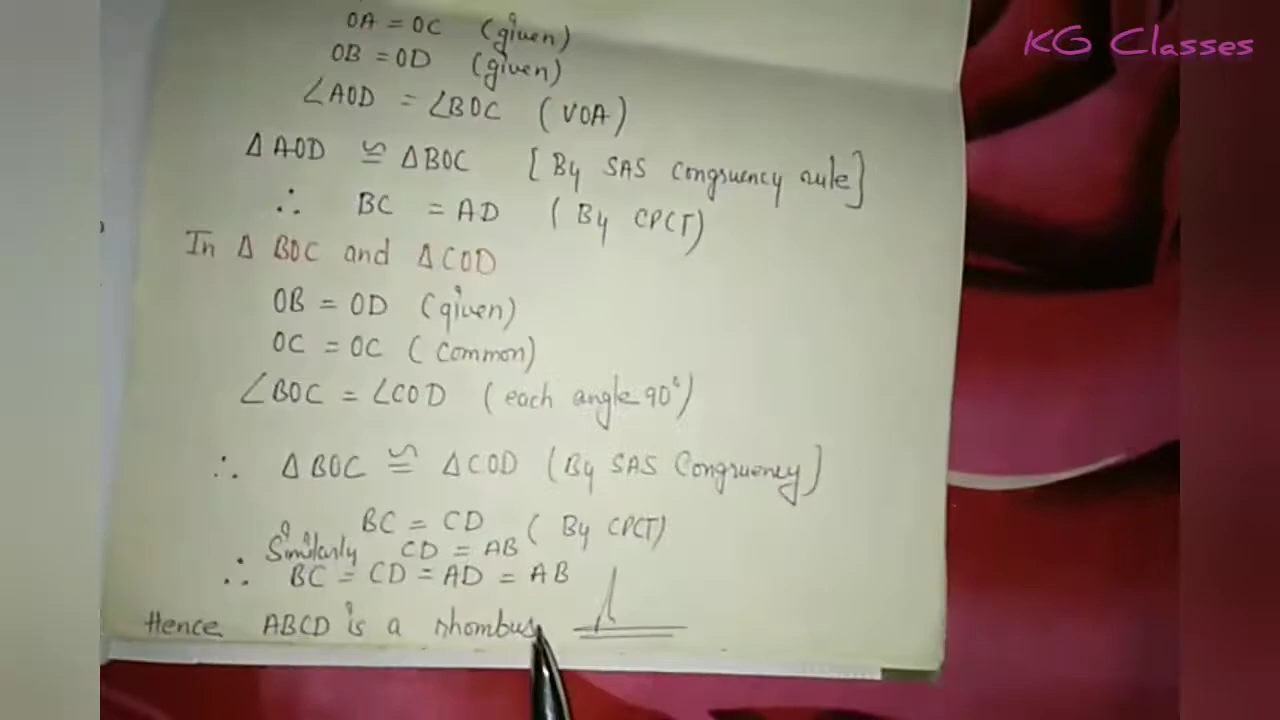 KG Classes
OA = OC (given)
OB = OD (given)
∠AOD = ∠BOC (VOA)
Δ AOD ≅ Δ BOC [By SAS Congruency rule]
∴ BC = AD (By CPCT)
In Δ BOC and Δ COD
OB = OD (given)
OC = OC (Common)
∠BOC = ∠COD (each angle 90°)
∴ Δ BOC ≅ Δ COD (By SAS Congruency)
BC = CD (By CPCT)
Similarly CD = AB
∴ BC = CD = AD = AB
Hence ABCD is a rhombus